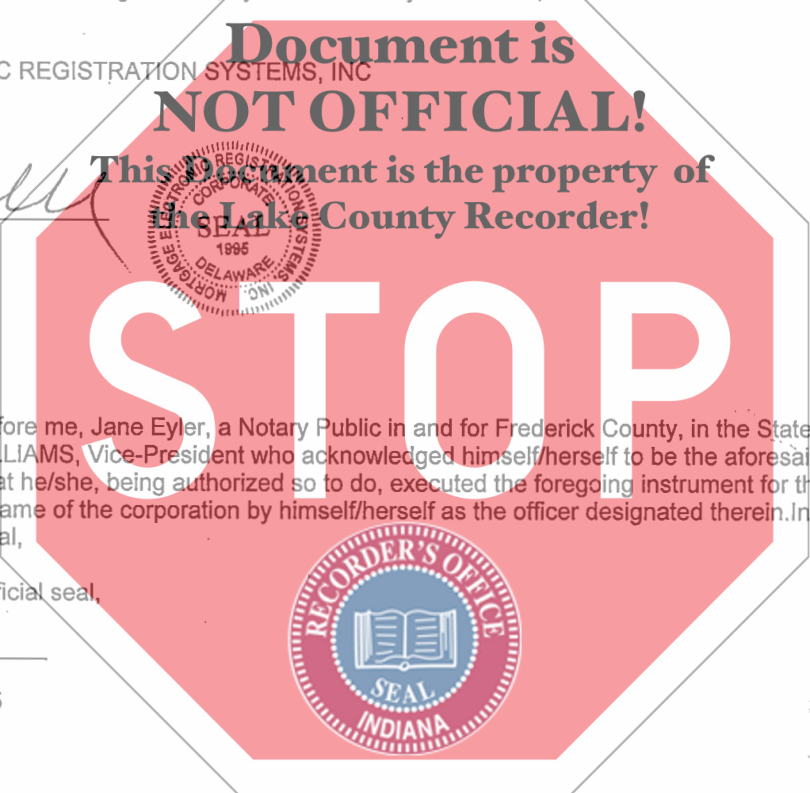 Document is
C REGISTRATION SYSTEMS, INC
NOT OFFICIAL!
This Document is the property of
the Lake County Recorder!
MORTGAGE ELECTRONIC REGISTRATION SYSTEMS, INC.
CORPORATE
SEAL
1995
DELAWARE
STOP
fore me, Jane Eyler, a Notary Public in and for Frederick County, in the State
LLIAMS, Vice-President who acknowledged himself/herself to be the aforesai
at he/she, being authorized so to do, executed the foregoing instrument for th
ame of the corporation by himself/herself as the officer designated therein.In
al,
ficial seal,
RECORDER'S OFFICE
SEAL
INDIANA